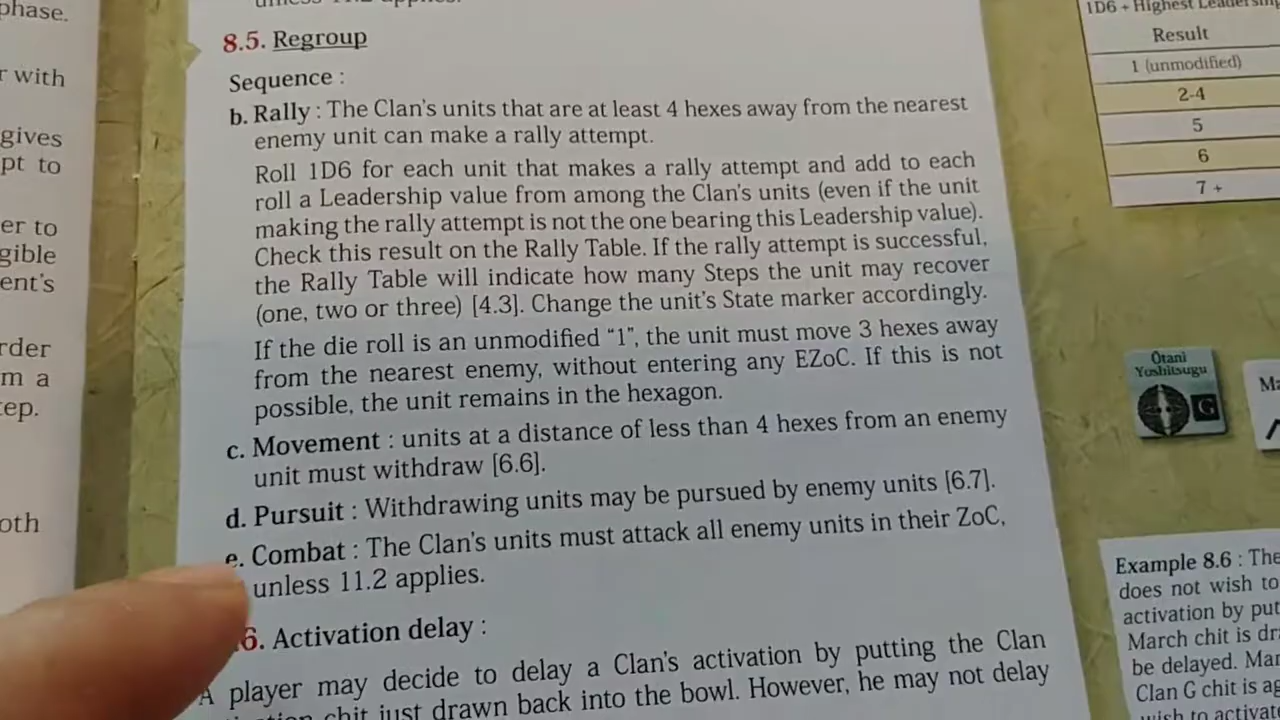 phase.
with
gives
pt to
er to
gible
ent's
rder
m a
ep.
oth
8.5. Regroup
Sequence :
b. Rally : The Clan's units that are at least 4 hexes away from the nearest
enemy unit can make a rally attempt.
Roll 1D6 for each unit that makes a rally attempt and add to each
roll a Leadership value from among the Clan's units (even if the unit
making the rally attempt is not the one bearing this Leadership value).
Check this result on the Rally Table. If the rally attempt is successful,
the Rally Table will indicate how many Steps the unit may recover
(one, two or three) [4.3]. Change the unit's State marker accordingly.
If the die roll is an unmodified “1”, the unit must move 3 hexes away
from the nearest enemy, without entering any EZoC. If this is not
possible, the unit remains in the hexagon.
c. Movement : units at a distance of less than 4 hexes from an enemy
unit must withdraw [6.6].
d. Pursuit : Withdrawing units may be pursued by enemy units [6.7].
e. Combat : The Clan's units must attack all enemy units in their ZoC,
unless 11.2 applies.
6. Activation delay :
A player may decide to delay a Clan's activation by putting the Clan
chit just drawn back into the bowl. However, he may not delay
1D6 + Highest
Result
1 (unmodified)
2-4
5
6
7 +
Ōtani
Yoshitsugu
G
Example 8.6 : The
does not wish to
activation by put
March chit is dr
be delayed. Mar
Clan G chit is ag
wish to activat